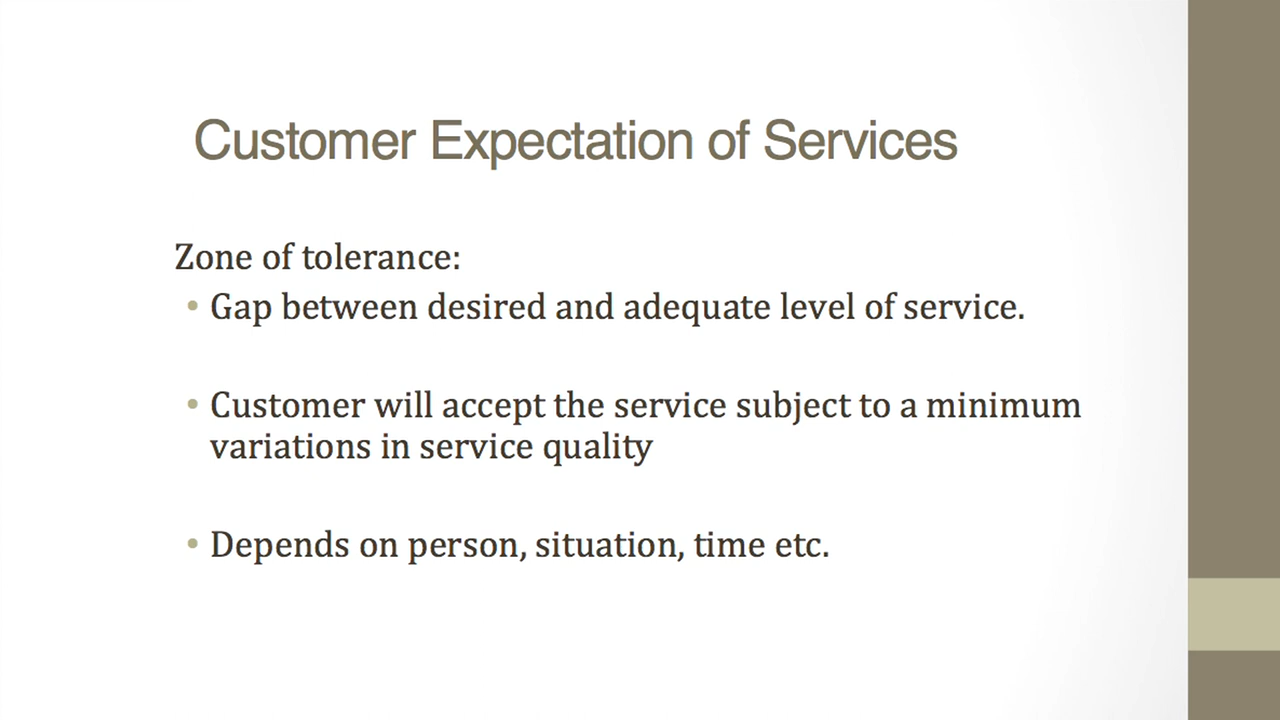 Customer Expectation of Services
Zone of tolerance:
• Gap between desired and adequate level of service.
• Customer will accept the service subject to a minimum
variations in service quality
• Depends on person, situation, time etc.